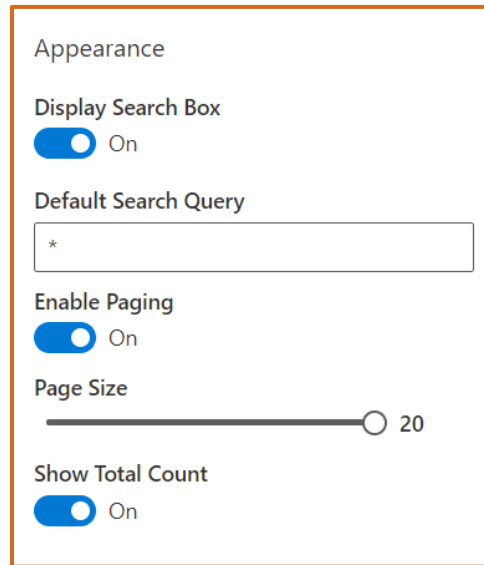 Appearance
Display Search Box
On
Default Search Query
*
Enable Paging
On
Page Size
20
Show Total Count
On